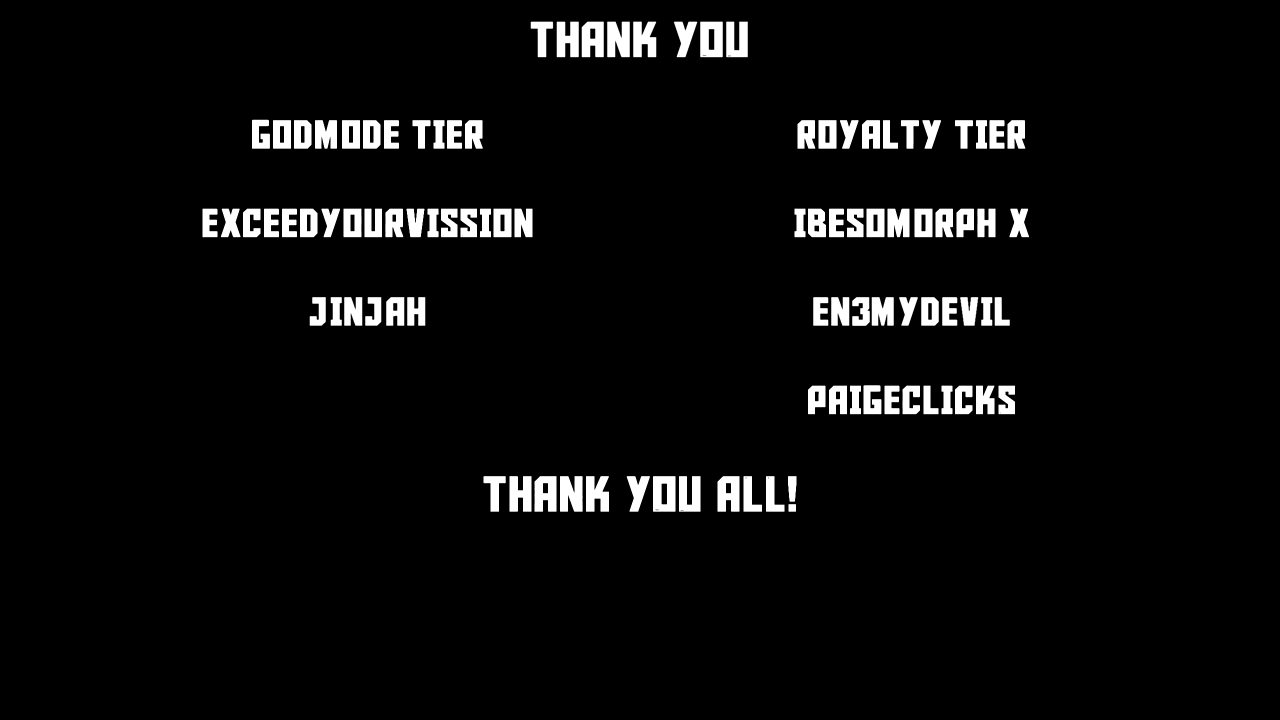 THANK YOU
GODMODE TIER
ROYALTY TIER
EXCEEDYOURVISSION
IBESOMORPH X
JINJAH
EN3MYDEVIL
PAIGECLICKS
THANK YOU ALL!